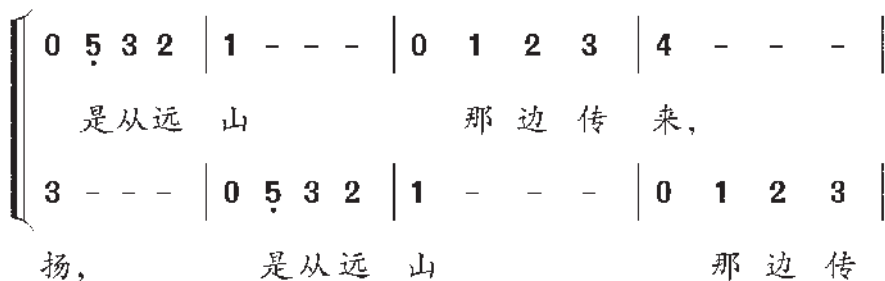 0 5̣ 3 2 | 1 - - - | 0 1 2 3 | 4 - - - |
是从远 山 那 边 传 来，
3 - - - | 0 5̣ 3 2 | 1 - - - | 0 1 2 3 |
扬， 是从远 山 那 边 传